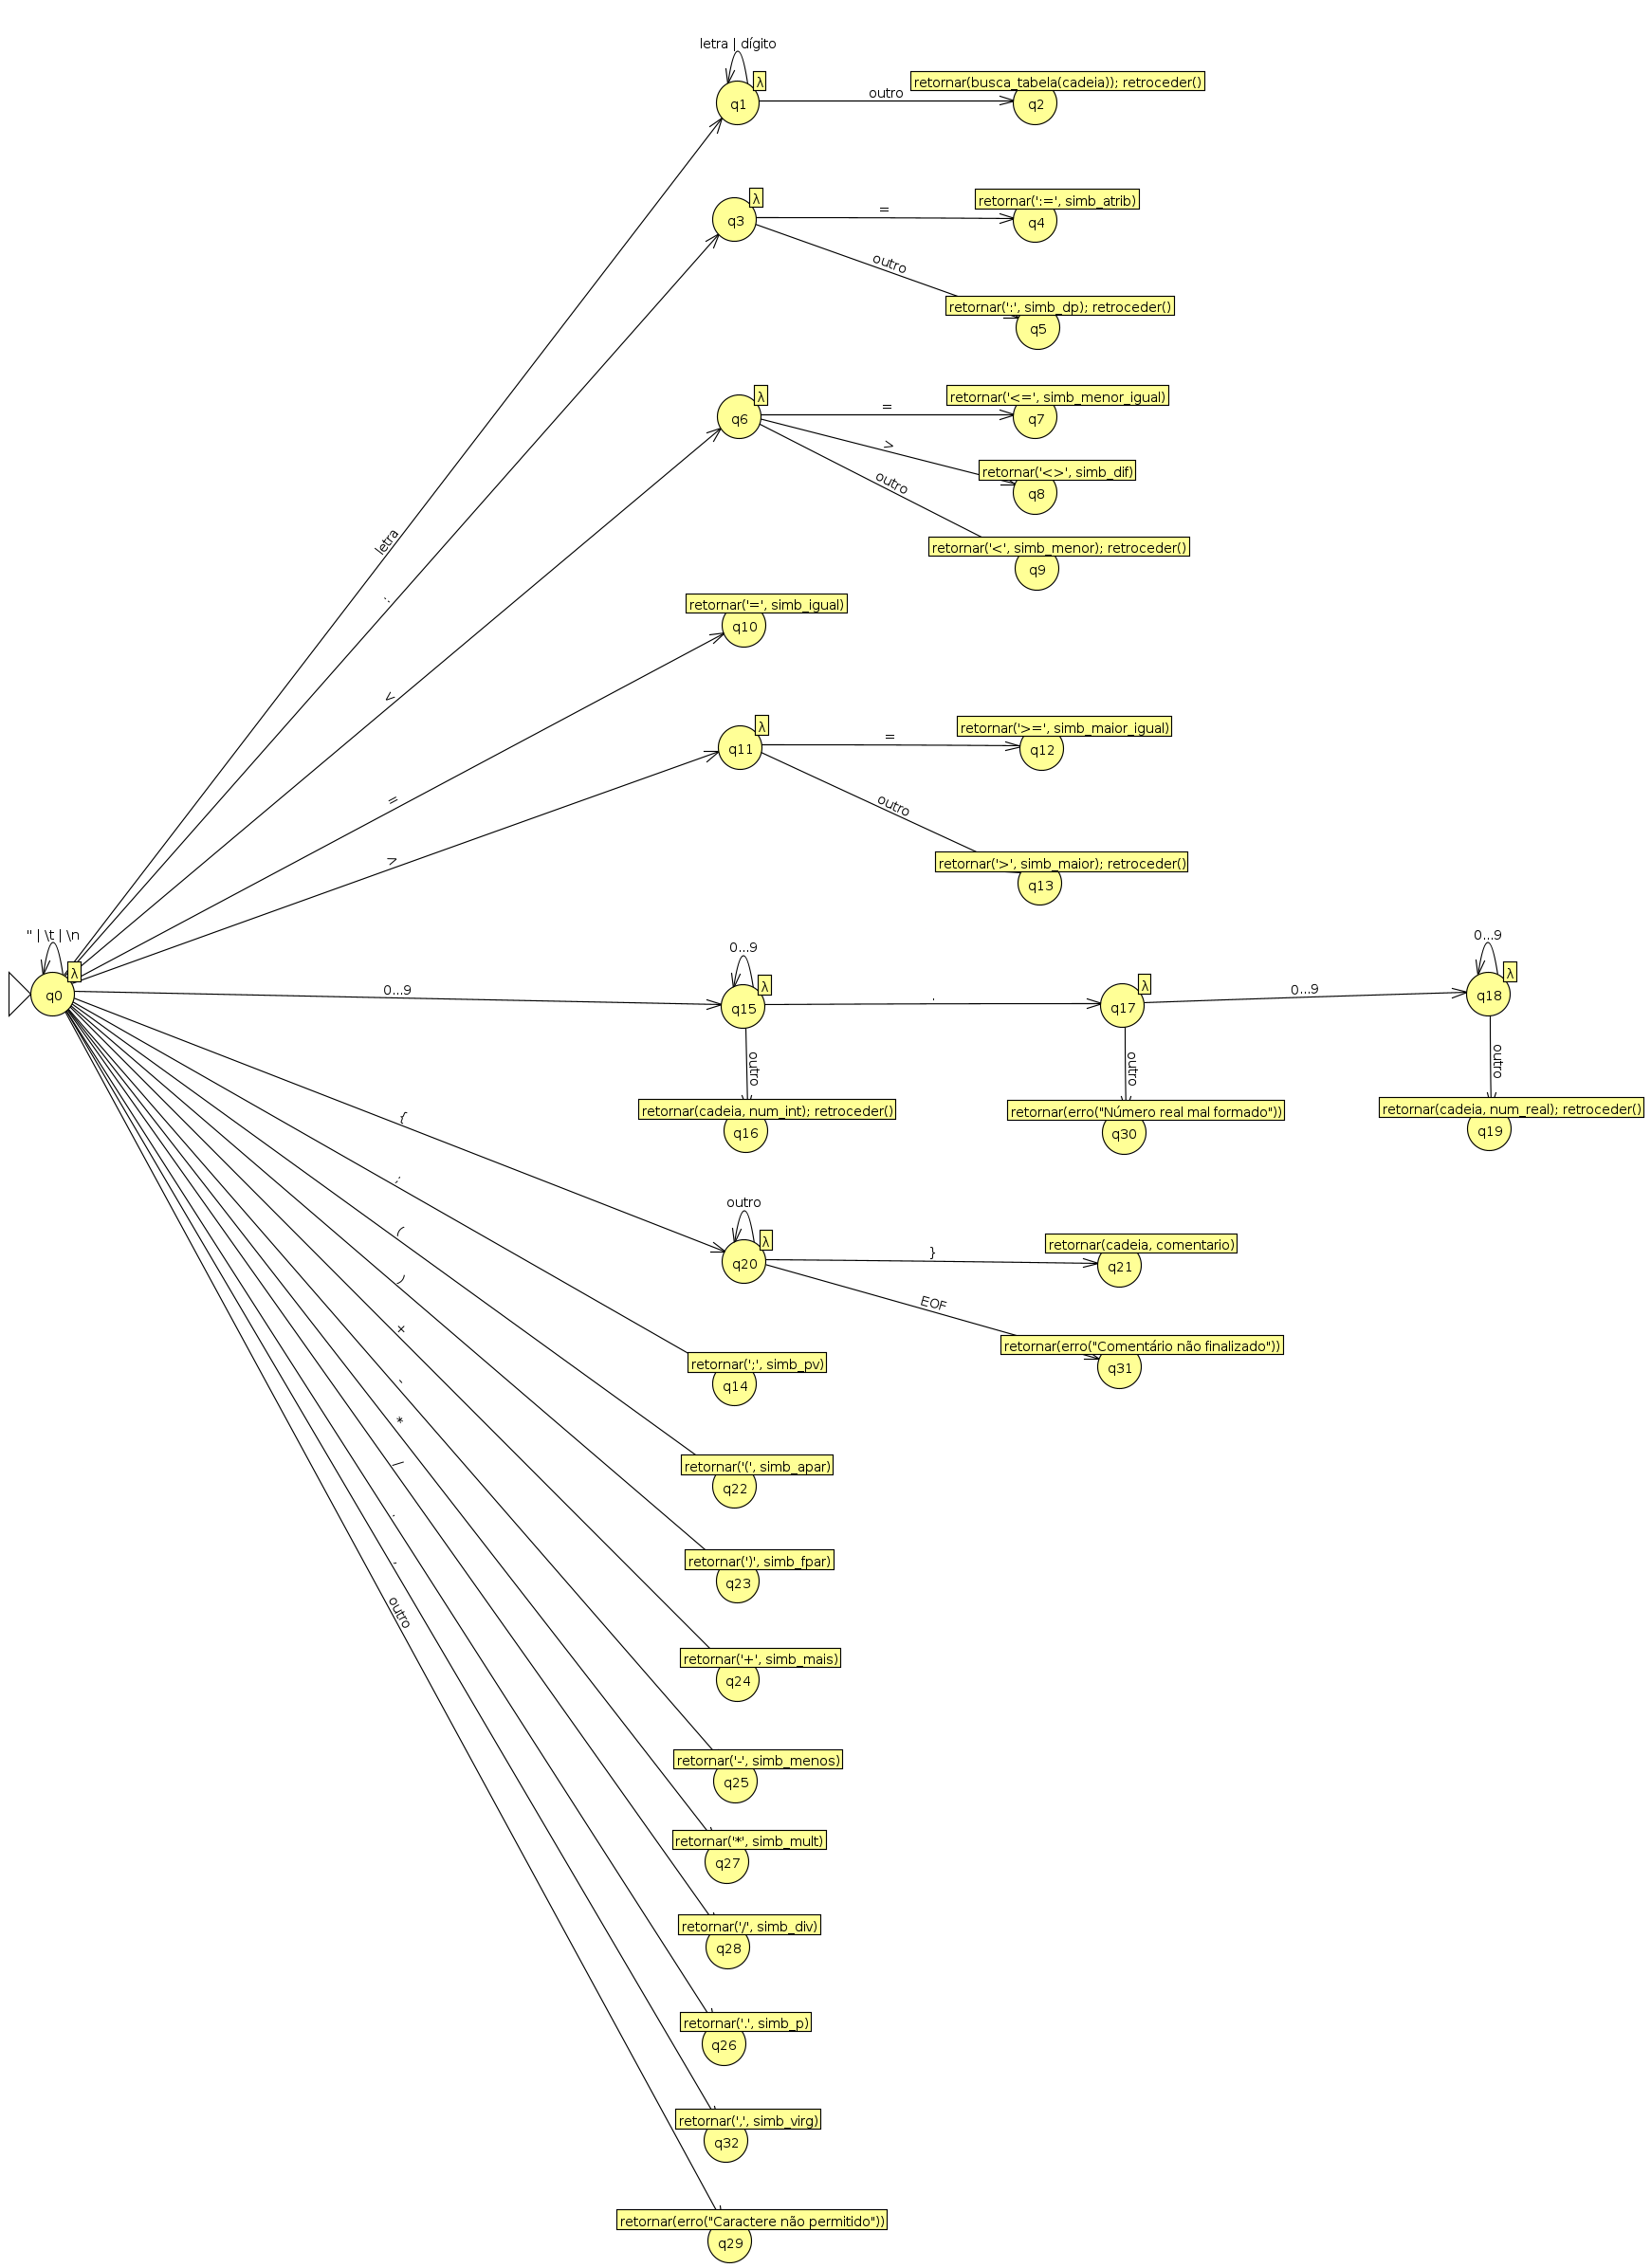 letra | dígito
λ
q1
outro
retornar(busca_tabela(cadeia)); retroceder()
q2
λ
q3
=
retornar(':=', simb_atrib)
q4
outro
retornar(':', simb_dp); retroceder()
q5
λ
q6
=
retornar('<=', simb_menor_igual)
q7
>
retornar('<>', simb_dif)
q8
outro
retornar('<', simb_menor); retroceder()
q9
letra
:
<
=
>
retornar('=', simb_igual)
q10
λ
q11
=
retornar('>=', simb_maior_igual)
q12
outro
retornar('>', simb_maior); retroceder()
q13
'' | \t | \n
λ
q0
0...9
0...9
λ
q15
.
λ
q17
0...9
0...9
λ
q18
outro
retornar(cadeia, num_int); retroceder()
q16
outro
retornar(erro("Número real mal formado"))
q30
outro
retornar(cadeia, num_real); retroceder()
q19
{
outro
λ
q20
}
retornar(cadeia, comentario)
q21
EOF
retornar(erro("Comentário não finalizado"))
q31
;
(
)
+
-
*
/
.
,
outro
retornar(';', simb_pv)
q14
retornar('(', simb_apar)
q22
retornar(')', simb_fpar)
q23
retornar('+', simb_mais)
q24
retornar('-', simb_menos)
q25
retornar('*', simb_mult)
q27
retornar('/', simb_div)
q28
retornar('.', simb_p)
q26
retornar(',', simb_virg)
q32
retornar(erro("Caractere não permitido"))
q29